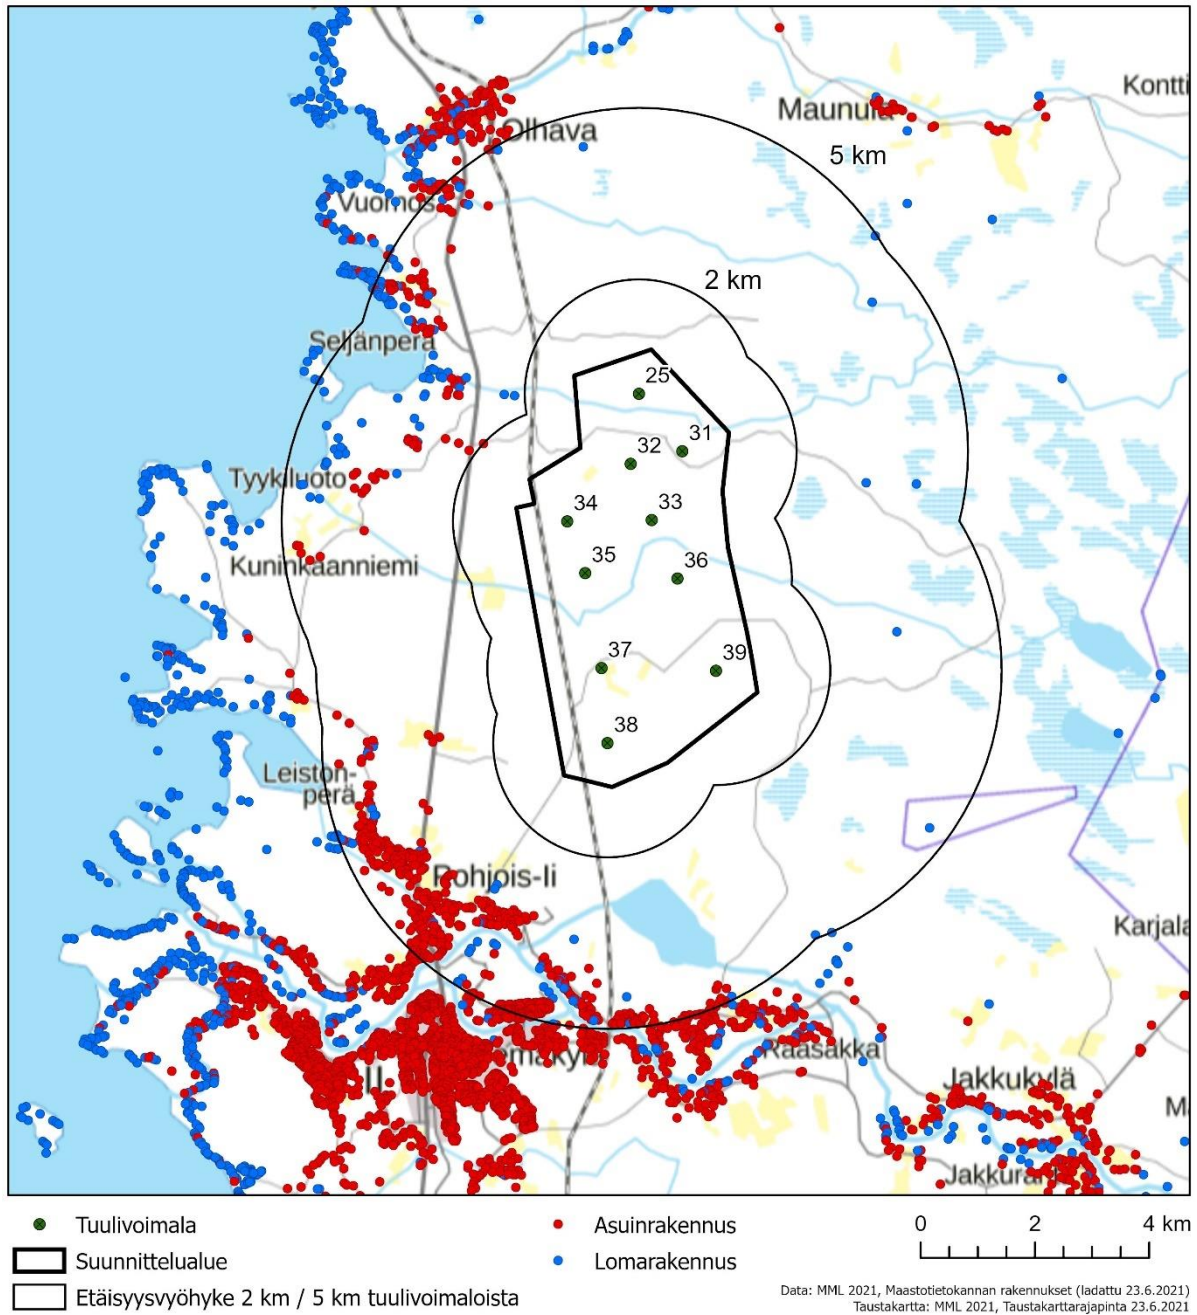 Kontti
Maunula
Olhava
5 km
Vuornos
2 km
Seljänperä
25
31
32
Tyykiluoto
34
33
35
36
Kuninkaanniemi
37
39
38
Leiston-
perä
Pohjois-Ii
Karjala
Raasakka
II
Jakkukylä
Jakkuranta
Tuulivoimala
Suunnittelualue
Etäisyysvyöhyke 2 km / 5 km tuulivoimaloista
Asuinrakennus
Lomarakennus
0 2 4 km
Data: MML 2021, Maastotietokannan rakennukset (ladattu 23.6.2021)
Taustakartta: MML 2021, Taustakarttarajapinta 23.6.2021